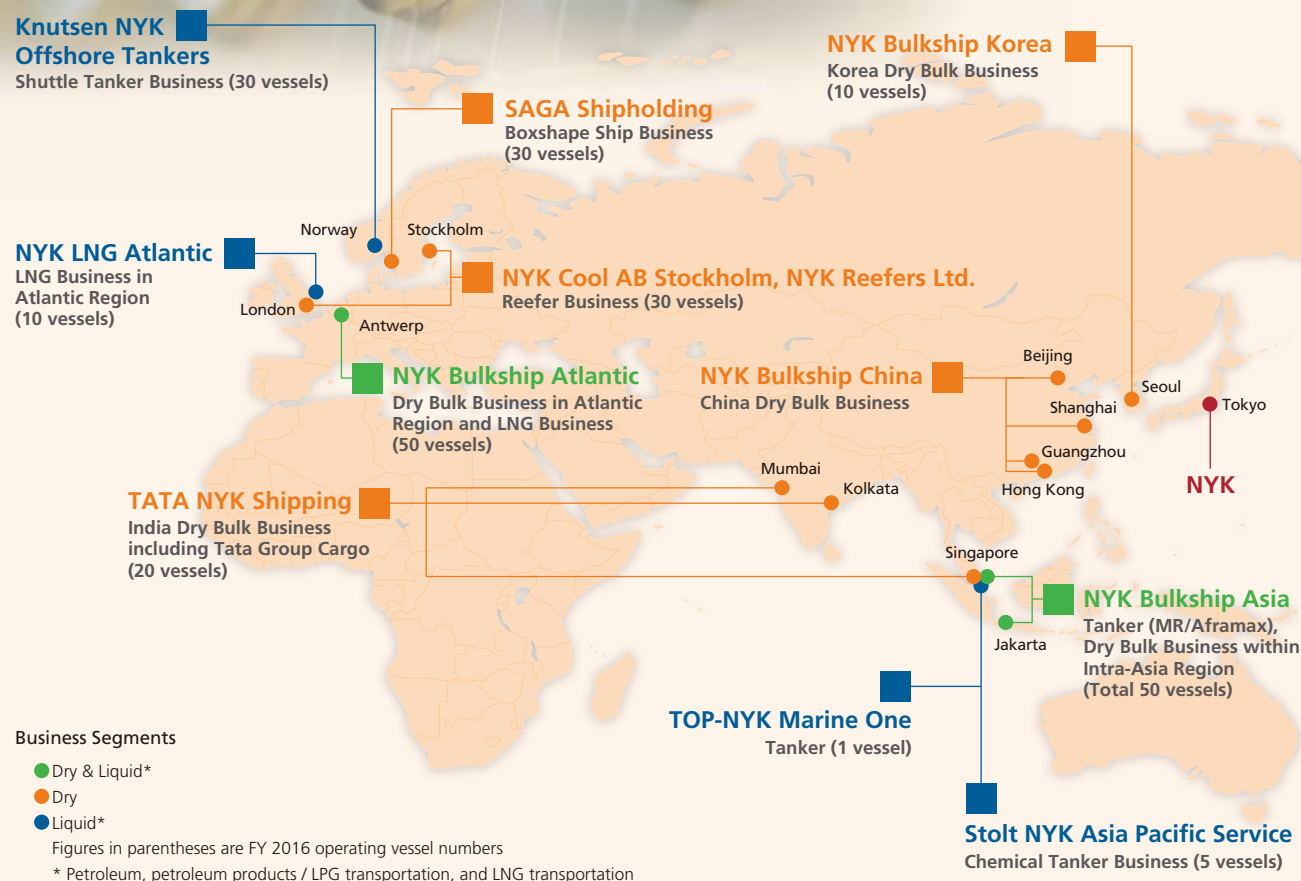 Knutsen NYK
Offshore Tankers
Shuttle Tanker Business (30 vessels)
NYK Bulkship Korea
Korea Dry Bulk Business
(10 vessels)
SAGA Shipholding
Boxshape Ship Business
(30 vessels)
Norway
Stockholm
NYK LNG Atlantic
LNG Business in
Atlantic Region
(10 vessels)
NYK Cool AB Stockholm, NYK Reefers Ltd.
Reefer Business (30 vessels)
London
Antwerp
NYK Bulkship Atlantic
Dry Bulk Business in Atlantic
Region and LNG Business
(50 vessels)
NYK Bulkship China
China Dry Bulk Business
Beijing
Seoul
Shanghai
Tokyo
Guangzhou
Hong Kong
NYK
Mumbai
Kolkata
TATA NYK Shipping
India Dry Bulk Business
including Tata Group Cargo
(20 vessels)
Singapore
Jakarta
NYK Bulkship Asia
Tanker (MR/Aframax),
Dry Bulk Business within
Intra-Asia Region
(Total 50 vessels)
TOP-NYK Marine One
Tanker (1 vessel)
Stolt NYK Asia Pacific Service
Chemical Tanker Business (5 vessels)
Business Segments
Dry & Liquid*
Dry
Liquid*
Figures in parentheses are FY 2016 operating vessel numbers
* Petroleum, petroleum products / LPG transportation, and LNG transportation